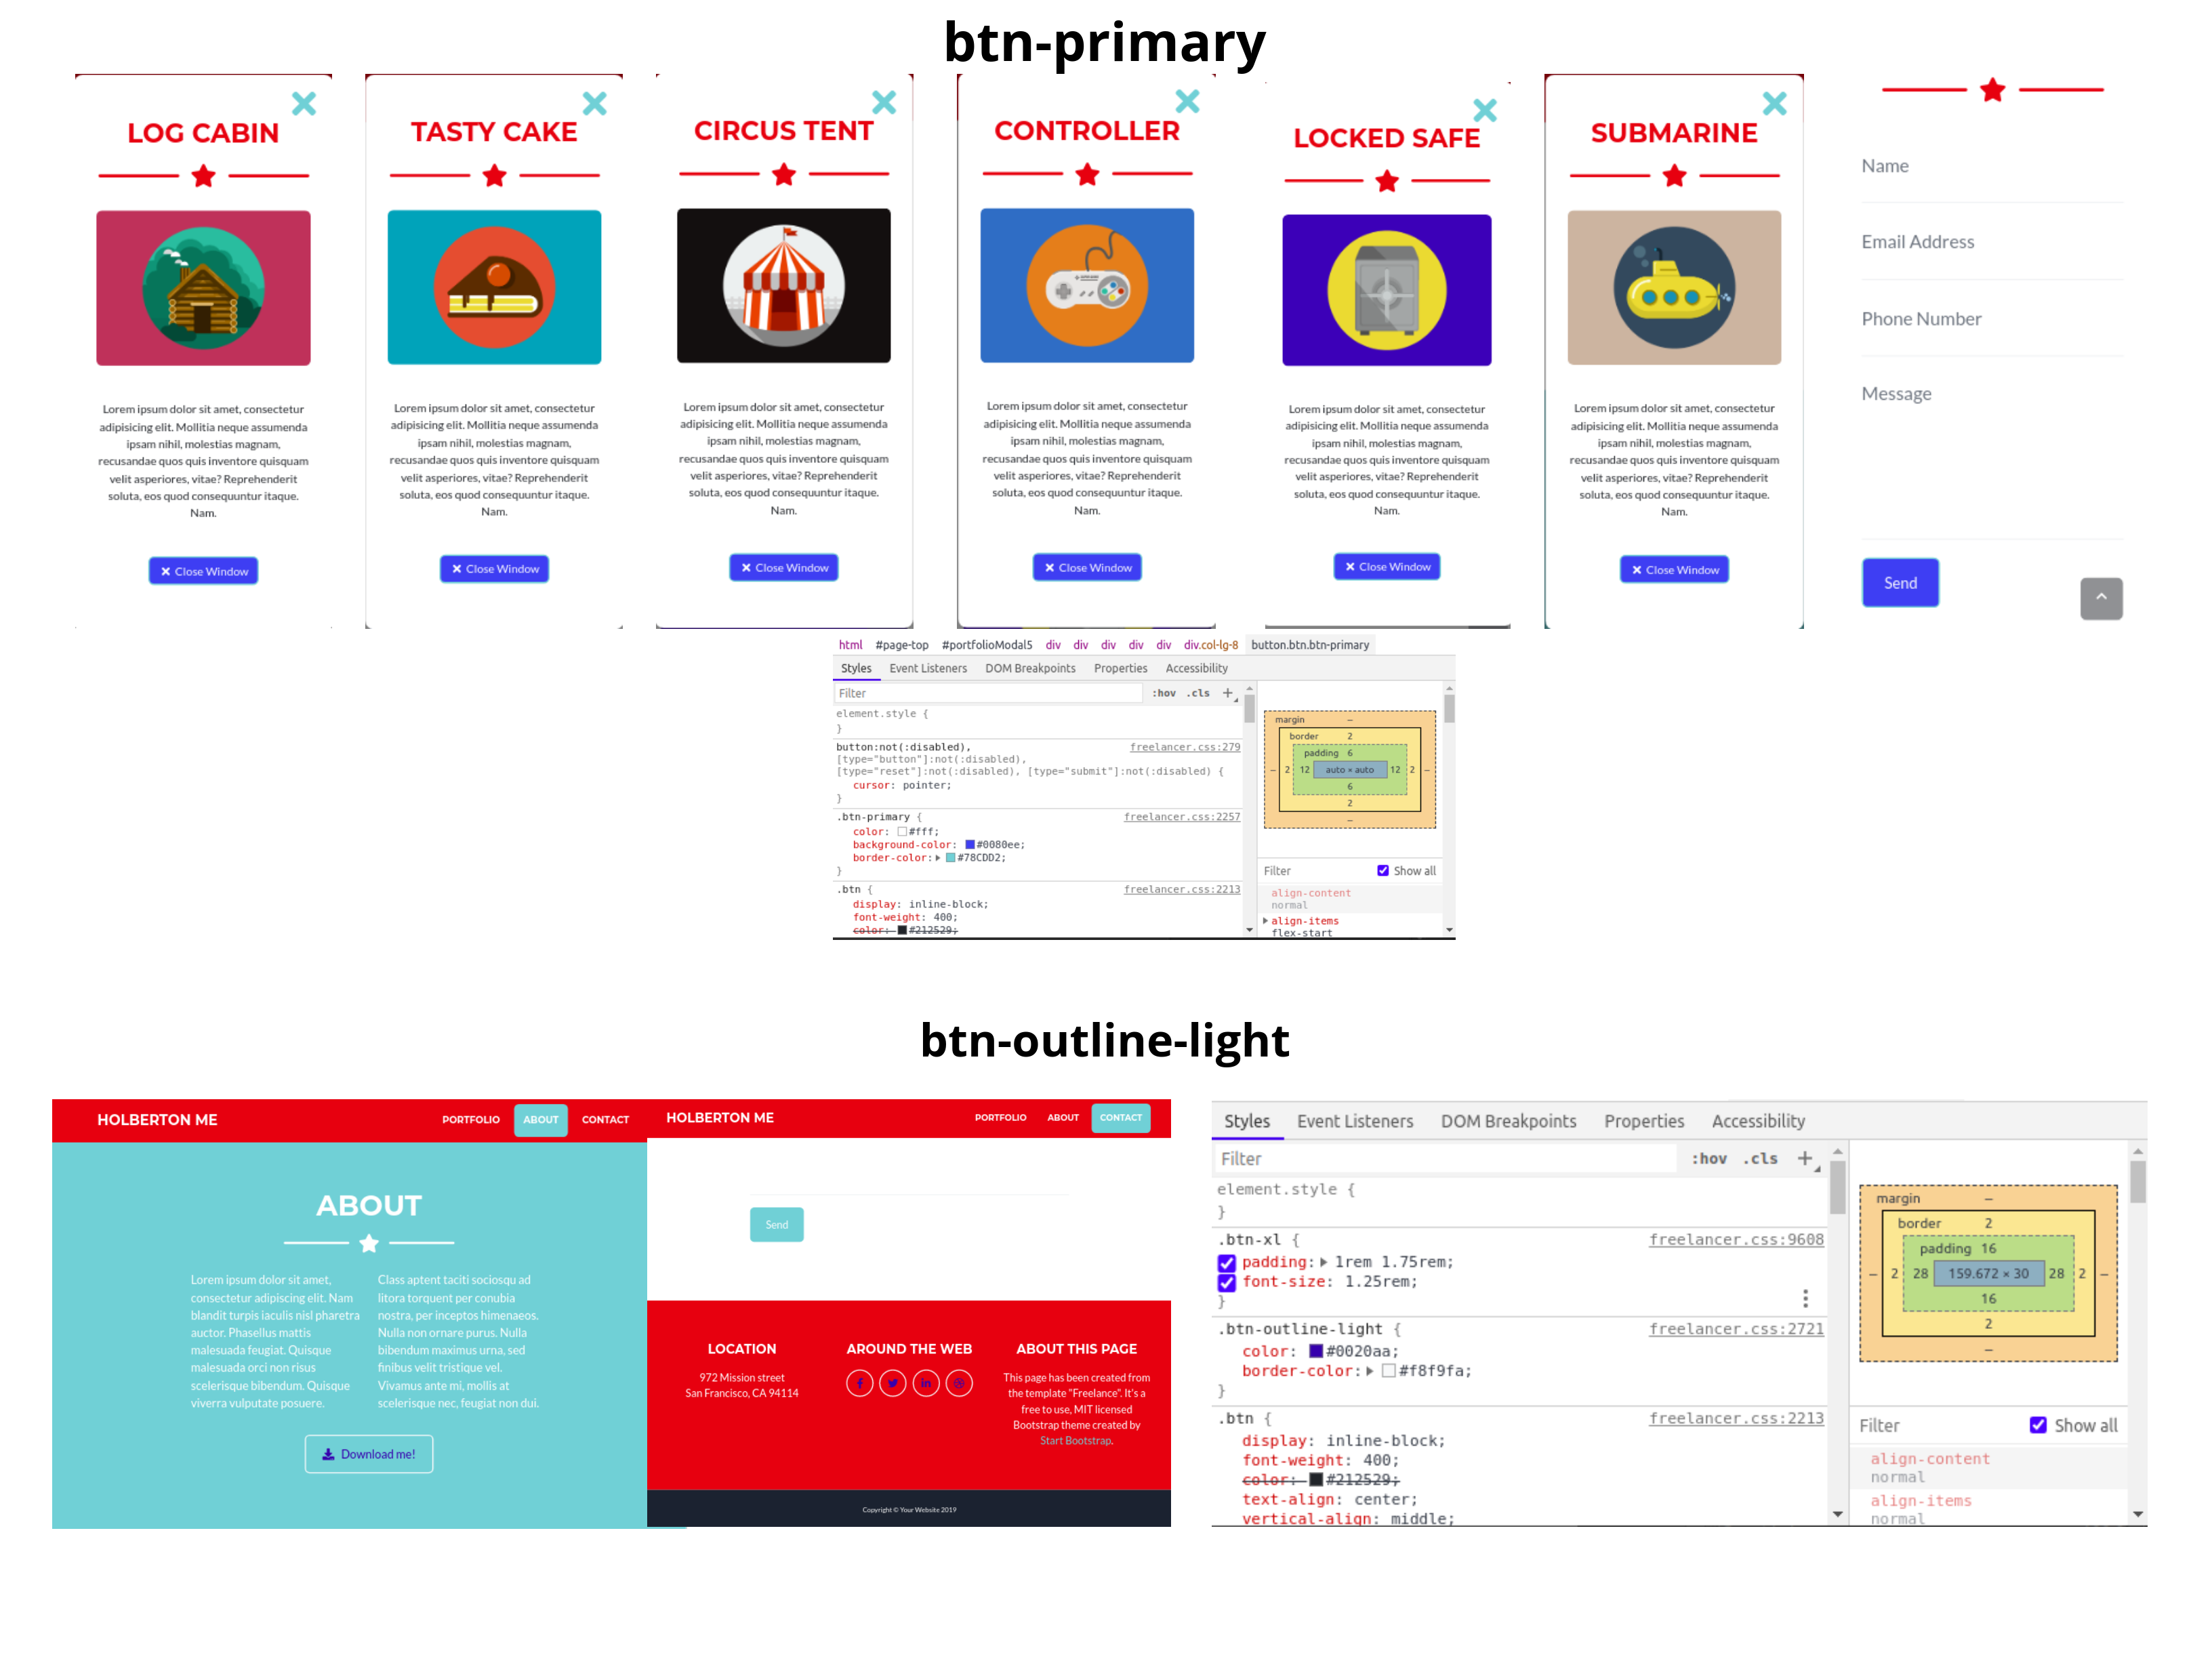 btn-primary
LOG CABIN
Lorem ipsum dolor sit amet, consectetur
adipisicing elit. Mollitia neque assumenda
ipsam nihil, molestias magnam,
recusandae quos quis inventore quisquam
velit asperiores, vitae? Reprehenderit
soluta, eos quod consequuntur itaque.
Nam.
Close Window
TASTY CAKE
Lorem ipsum dolor sit amet, consectetur
adipisicing elit. Mollitia neque assumenda
ipsam nihil, molestias magnam,
recusandae quos quis inventore quisquam
velit asperiores, vitae? Reprehenderit
soluta, eos quod consequuntur itaque.
Nam.
Close Window
CIRCUS TENT
Lorem ipsum dolor sit amet, consectetur
adipisicing elit. Mollitia neque assumenda
ipsam nihil, molestias magnam,
recusandae quos quis inventore quisquam
velit asperiores, vitae? Reprehenderit
soluta, eos quod consequuntur itaque.
Nam.
Close Window
CONTROLLER
Lorem ipsum dolor sit amet, consectetur
adipisicing elit. Mollitia neque assumenda
ipsam nihil, molestias magnam,
recusandae quos quis inventore quisquam
velit asperiores, vitae? Reprehenderit
soluta, eos quod consequuntur itaque.
Nam.
Close Window
LOCKED SAFE
Lorem ipsum dolor sit amet, consectetur
adipisicing elit. Mollitia neque assumenda
ipsam nihil, molestias magnam,
recusandae quos quis inventore quisquam
velit asperiores, vitae? Reprehenderit
soluta, eos quod consequuntur itaque.
Nam.
Close Window
SUBMARINE
Lorem ipsum dolor sit amet, consectetur
adipisicing elit. Mollitia neque assumenda
ipsam nihil, molestias magnam,
recusandae quos quis inventore quisquam
velit asperiores, vitae? Reprehenderit
soluta, eos quod consequuntur itaque.
Nam.
Close Window
Name
Email Address
Phone Number
Message
Send
html #page-top #portfolioModal5 div div div div div div.col-lg-8 button.btn.btn-primary
Styles Event Listeners DOM Breakpoints Properties Accessibility
Filter :hov .cls +
element.style {
}
button:not(:disabled), freelancer.css:279
[type="button"]:not(:disabled),
[type="reset"]:not(:disabled), [type="submit"]:not(:disabled) {
cursor: pointer;
}
.btn-primary { freelancer.css:2257
color: #fff;
background-color: #0080ee;
border-color: #78CDD2;
}
.btn { freelancer.css:2213
display: inline-block;
font-weight: 400;
color: #212529;
margin –
border 2
padding 6
– 2 12 auto × auto 12 2 –
6
2
–
Filter Show all
align-content
normal
align-items
flex-start
btn-outline-light
HOLBERTON ME PORTFOLIO ABOUT CONTACT
ABOUT
Lorem ipsum dolor sit amet,
consectetur adipiscing elit. Nam
blandit turpis iaculis nisl pharetra
auctor. Phasellus mattis
malesuada feugiat. Quisque
malesuada orci non risus
scelerisque bibendum. Quisque
viverra vulputate posuere.
Class aptent taciti sociosqu ad
litora torquent per conubia
nostra, per inceptos himenaeos.
Nulla non ornare purus. Nulla
bibendum maximus urna, sed
finibus velit tristique vel.
Vivamus ante mi, mollis at
scelerisque nec, feugiat non dui.
Download me!
HOLBERTON ME PORTFOLIO ABOUT CONTACT
Send
LOCATION
972 Mission street
San Francisco, CA 94114
AROUND THE WEB
ABOUT THIS PAGE
This page has been created from
the template "Freelance". It's a
free to use, MIT licensed
Bootstrap theme created by
Start Bootstrap.
Copyright © Your Website 2019
Styles Event Listeners DOM Breakpoints Properties Accessibility
Filter :hov .cls +
element.style {
}
.btn-xl { freelancer.css:9608
padding: 1rem 1.75rem;
font-size: 1.25rem;
}
.btn-outline-light { freelancer.css:2721
color: #0020aa;
border-color: #f8f9fa;
}
.btn { freelancer.css:2213
display: inline-block;
font-weight: 400;
color: #212529;
text-align: center;
vertical-align: middle;
margin –
border 2
padding 16
– 2 28 159.672 × 30 28 2 –
16
2
–
Filter Show all
align-content
normal
align-items
normal